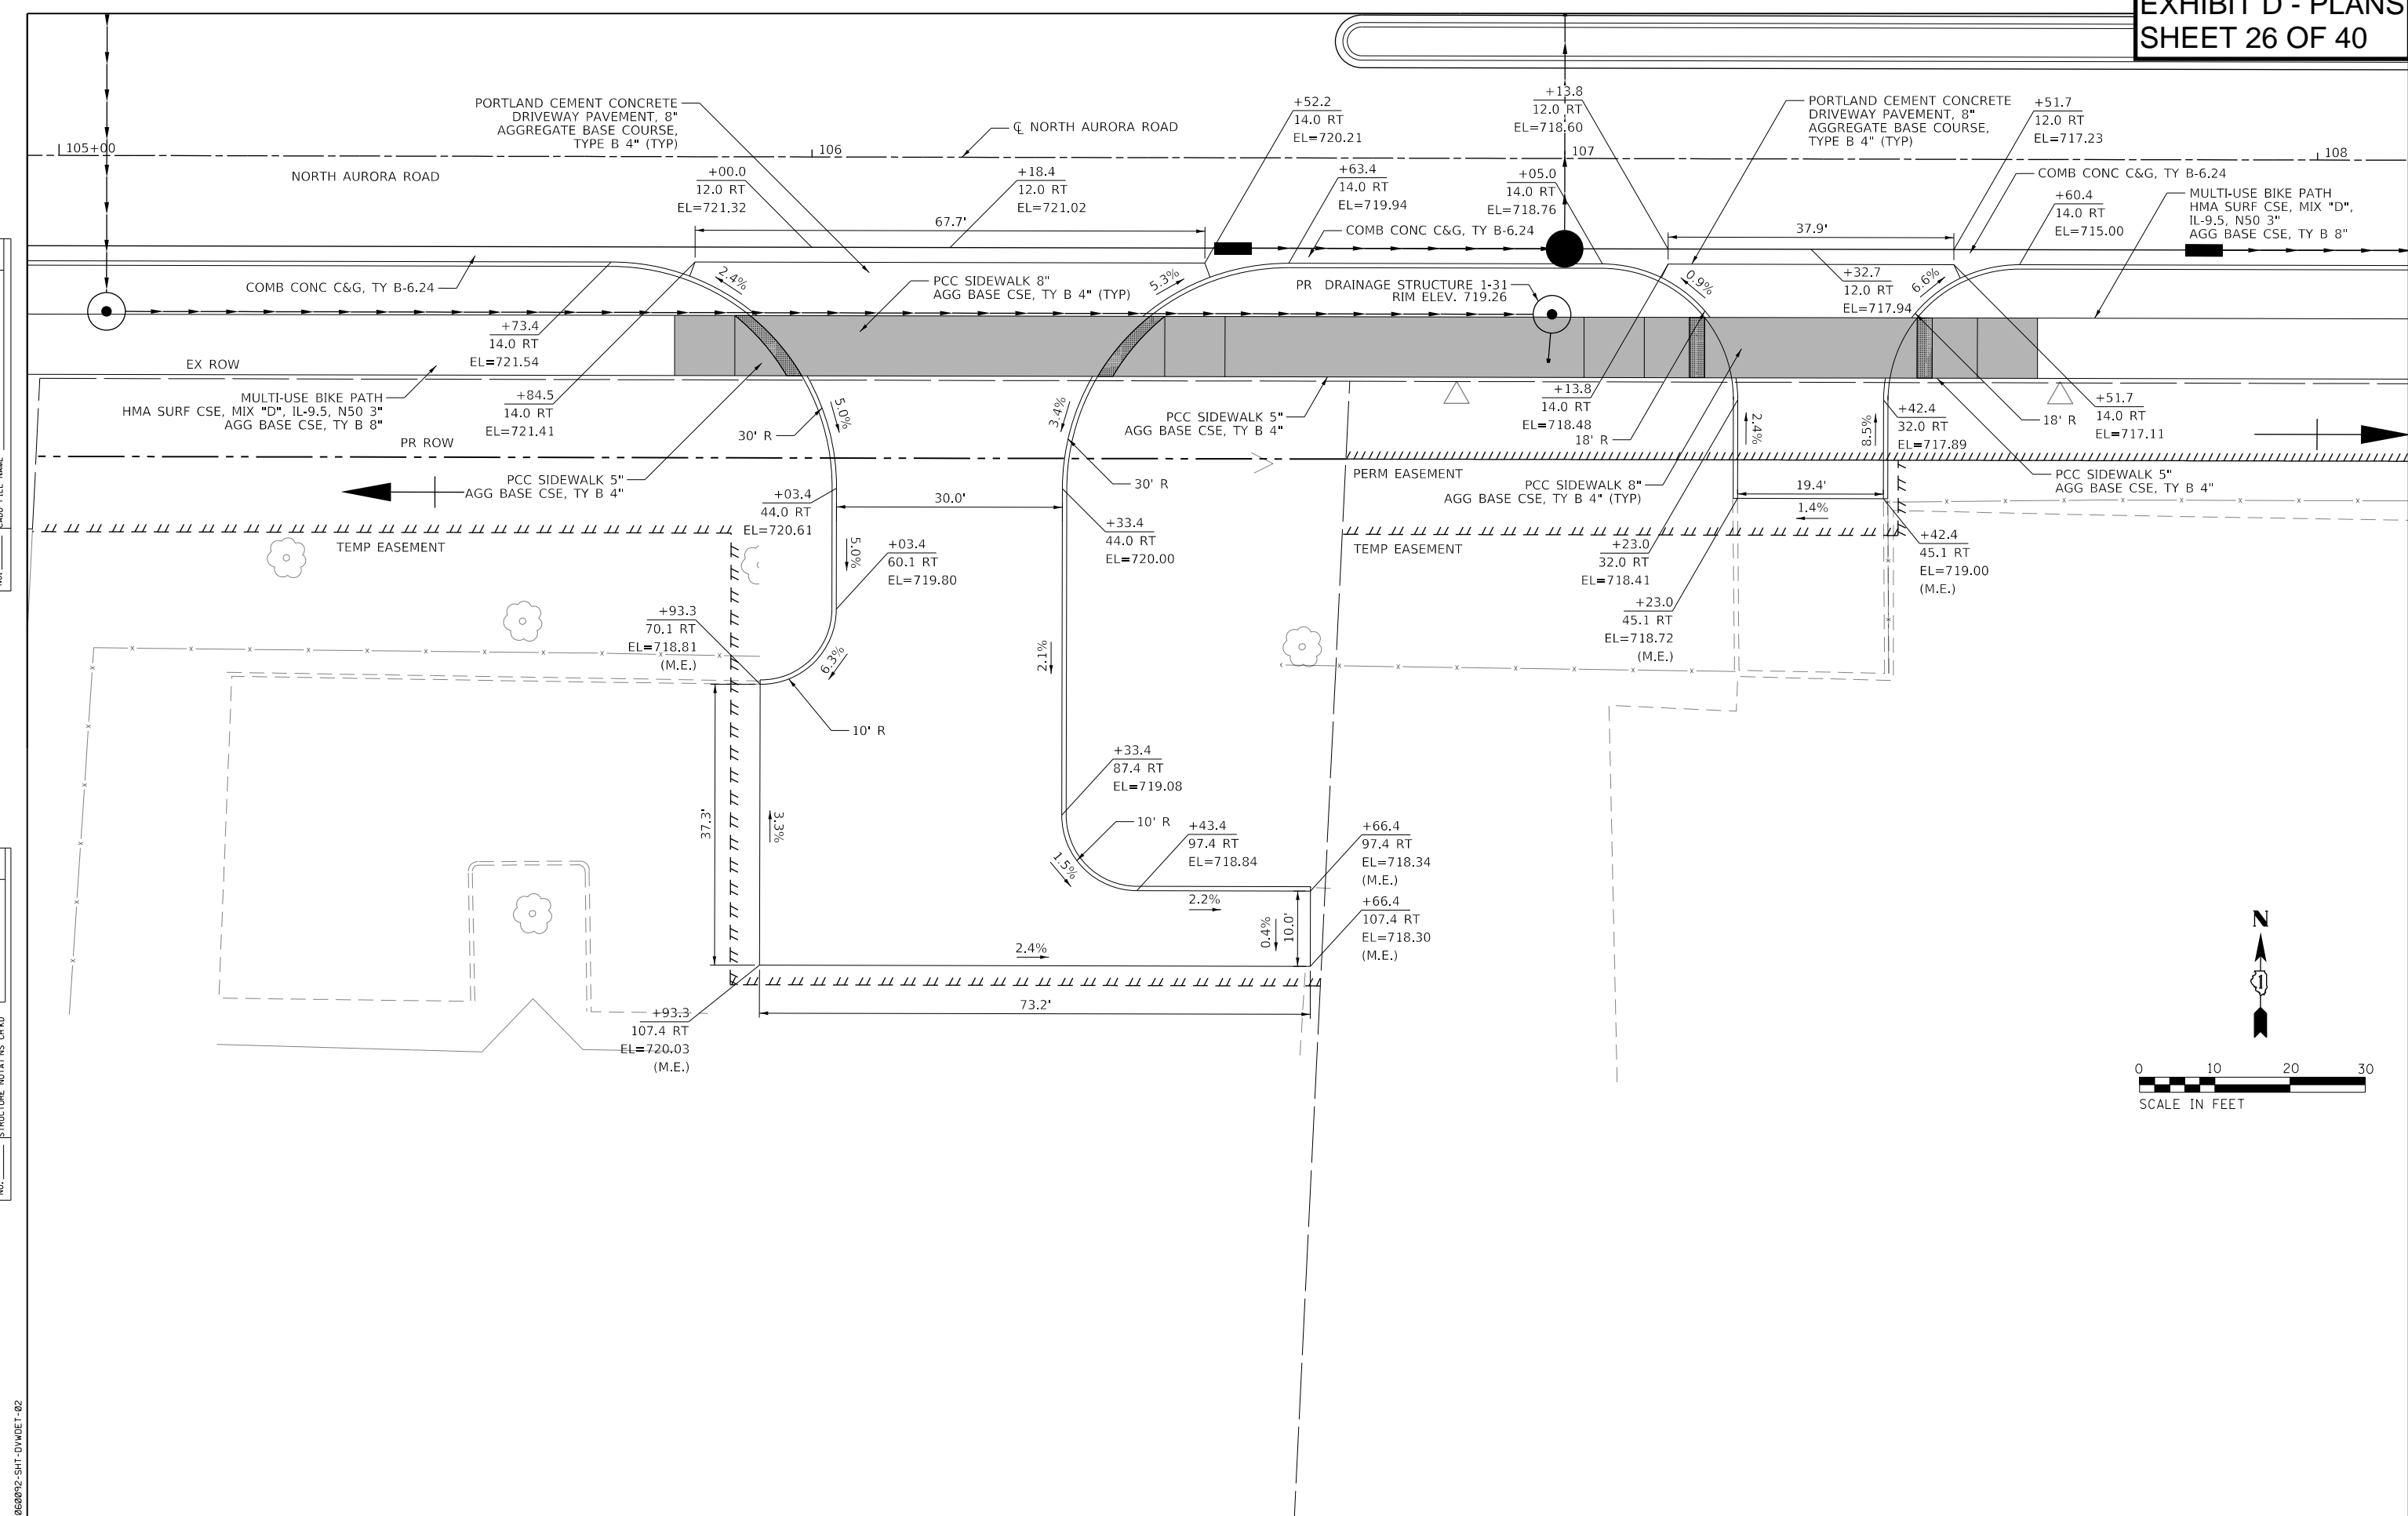 EXHIBIT D - PLANS
SHEET 26 OF 40
PORTLAND CEMENT CONCRETE
DRIVEWAY PAVEMENT, 8"
AGGREGATE BASE COURSE,
TYPE B 4" (TYP)
℄ NORTH AURORA ROAD
+52.2
14.0 RT
EL=720.21
+13.8
12.0 RT
EL=718.60
PORTLAND CEMENT CONCRETE
DRIVEWAY PAVEMENT, 8"
AGGREGATE BASE COURSE,
TYPE B 4" (TYP)
+51.7
12.0 RT
EL=717.23
105+00
106
107
108
NORTH AURORA ROAD
+00.0
12.0 RT
EL=721.32
+18.4
12.0 RT
EL=721.02
+63.4
14.0 RT
EL=719.94
+05.0
14.0 RT
EL=718.76
COMB CONC C&G, TY B-6.24
+60.4
14.0 RT
EL=715.00
MULTI-USE BIKE PATH
HMA SURF CSE, MIX "D",
IL-9.5, N50 3"
AGG BASE CSE, TY B 8"
67.7'
COMB CONC C&G, TY B-6.24
37.9'
COMB CONC C&G, TY B-6.24
2.4%
PCC SIDEWALK 8"
AGG BASE CSE, TY B 4" (TYP)
5.3%
PR DRAINAGE STRUCTURE 1-31
RIM ELEV. 719.26
0.9%
+32.7
12.0 RT
EL=717.94
6.6%
+73.4
14.0 RT
EL=721.54
EX ROW
MULTI-USE BIKE PATH
HMA SURF CSE, MIX "D", IL-9.5, N50 3"
AGG BASE CSE, TY B 8"
+84.5
14.0 RT
EL=721.41
5.0%
30' R
3.4%
PCC SIDEWALK 5"
AGG BASE CSE, TY B 4"
+13.8
14.0 RT
EL=718.48
18' R
2.4%
8.5%
+42.4
32.0 RT
EL=717.89
18' R
+51.7
14.0 RT
EL=717.11
PR ROW
PCC SIDEWALK 5"
AGG BASE CSE, TY B 4"
+03.4
44.0 RT
EL=720.61
30.0'
30' R
PERM EASEMENT
PCC SIDEWALK 8"
AGG BASE CSE, TY B 4" (TYP)
19.4'
1.4%
PCC SIDEWALK 5"
AGG BASE CSE, TY B 4"
TEMP EASEMENT
5.0%
+03.4
60.1 RT
EL=719.80
+33.4
44.0 RT
EL=720.00
TEMP EASEMENT
+23.0
32.0 RT
EL=718.41
+42.4
45.1 RT
EL=719.00
(M.E.)
+93.3
70.1 RT
EL=718.81
(M.E.)
6.3%
2.1%
+23.0
45.1 RT
EL=718.72
(M.E.)
10' R
37.3'
3.3%
+33.4
87.4 RT
EL=719.08
10' R
1.5%
+43.4
97.4 RT
EL=718.84
+66.4
97.4 RT
EL=718.34
(M.E.)
2.2%
0.4%
10.0'
+66.4
107.4 RT
EL=718.30
(M.E.)
2.4%
73.2'
+93.3
107.4 RT
EL=720.03
(M.E.)
N
0 10 20 30
SCALE IN FEET
STRUCTURE NOTAT'NS CH'KD
NO.
060092-SHT-DVWDET-02